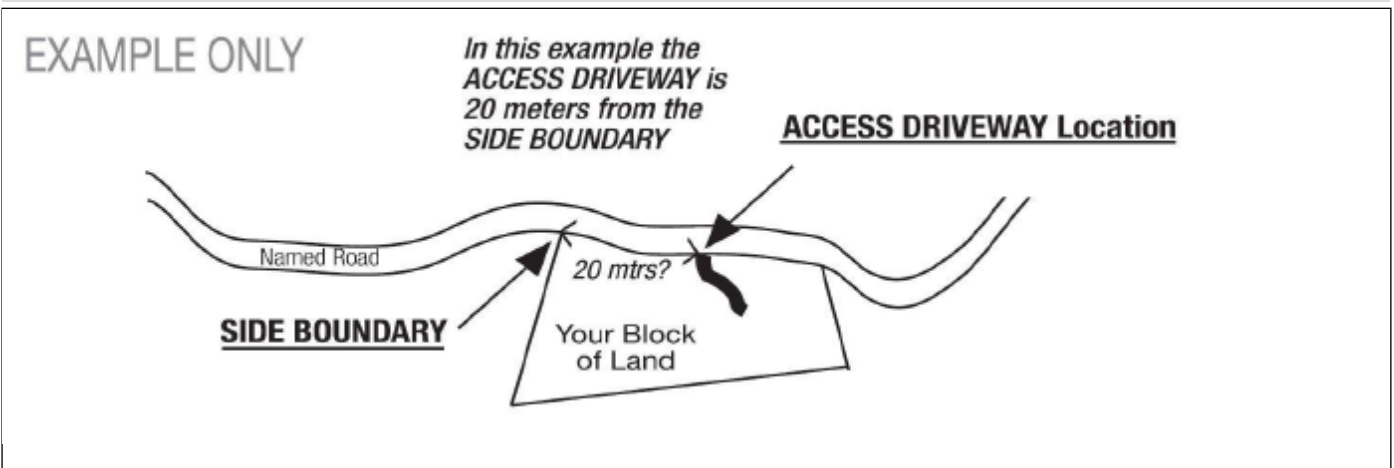 EXAMPLE ONLY
In this example the
ACCESS DRIVEWAY is
20 meters from the
SIDE BOUNDARY
ACCESS DRIVEWAY Location
Named Road
20 mtrs?
SIDE BOUNDARY
Your Block
of Land